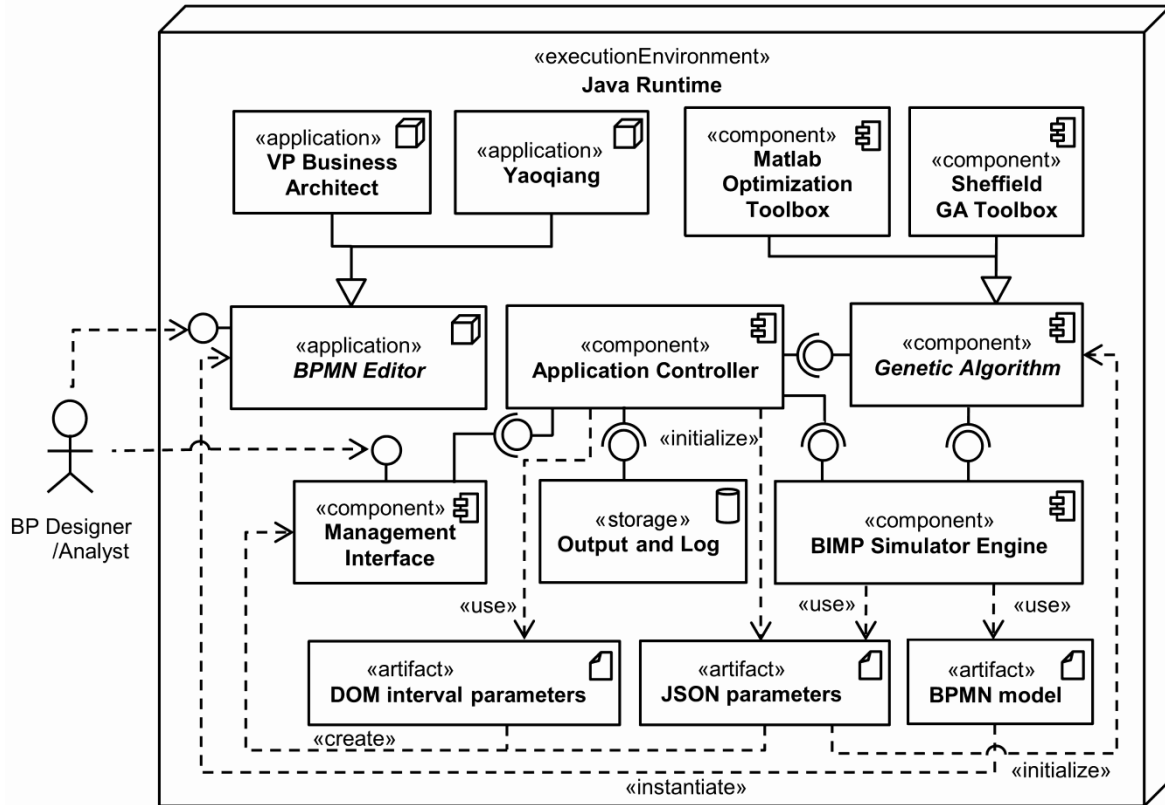 «executionEnvironment»
Java Runtime
«application»
VP Business
Architect
«application»
Yaoqiang
«component»
Matlab
Optimization
Toolbox
«component»
Sheffield
GA Toolbox
«application»
BPMN Editor
«component»
Application Controller
«component»
Genetic Algorithm
«initialize»
BP Designer
/Analyst
«component»
Management
Interface
«storage»
Output and Log
«component»
BIMP Simulator Engine
«use»
«use»
«use»
«artifact»
DOM interval parameters
«artifact»
JSON parameters
«artifact»
BPMN model
«create»
«initialize»
«instantiate»